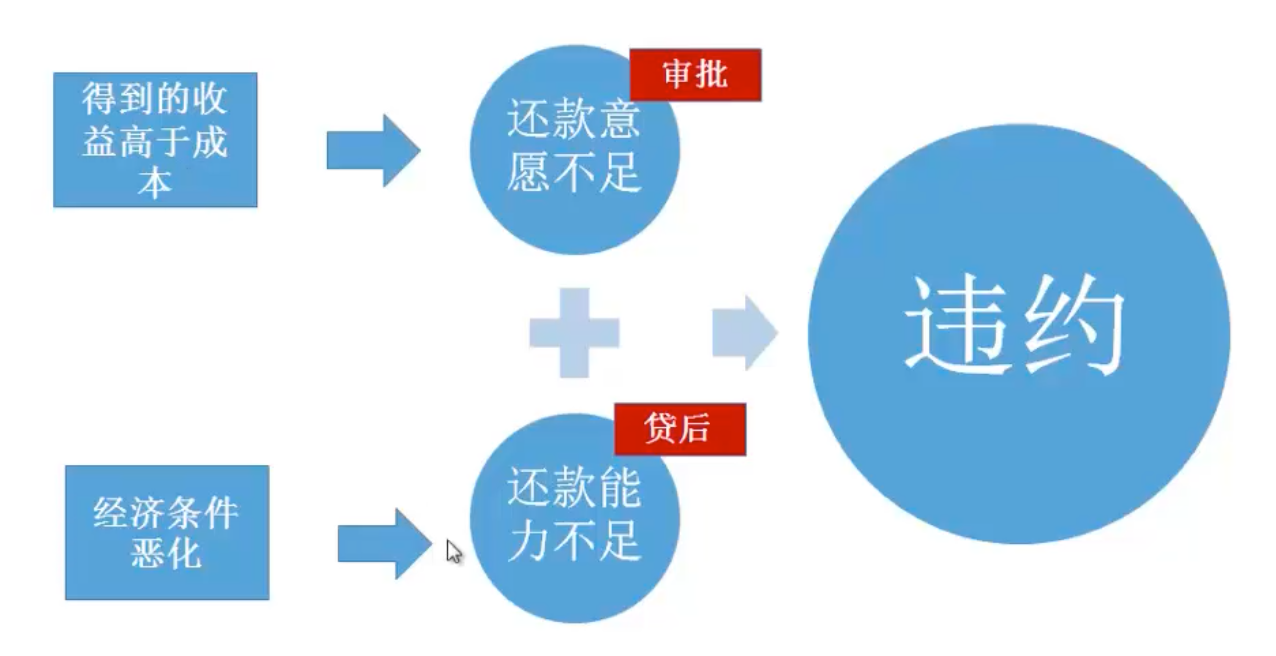 得到的收
益高于成
本
审批
还款意
愿不足
违约
贷后
还款能
力不足
经济条件
恶化